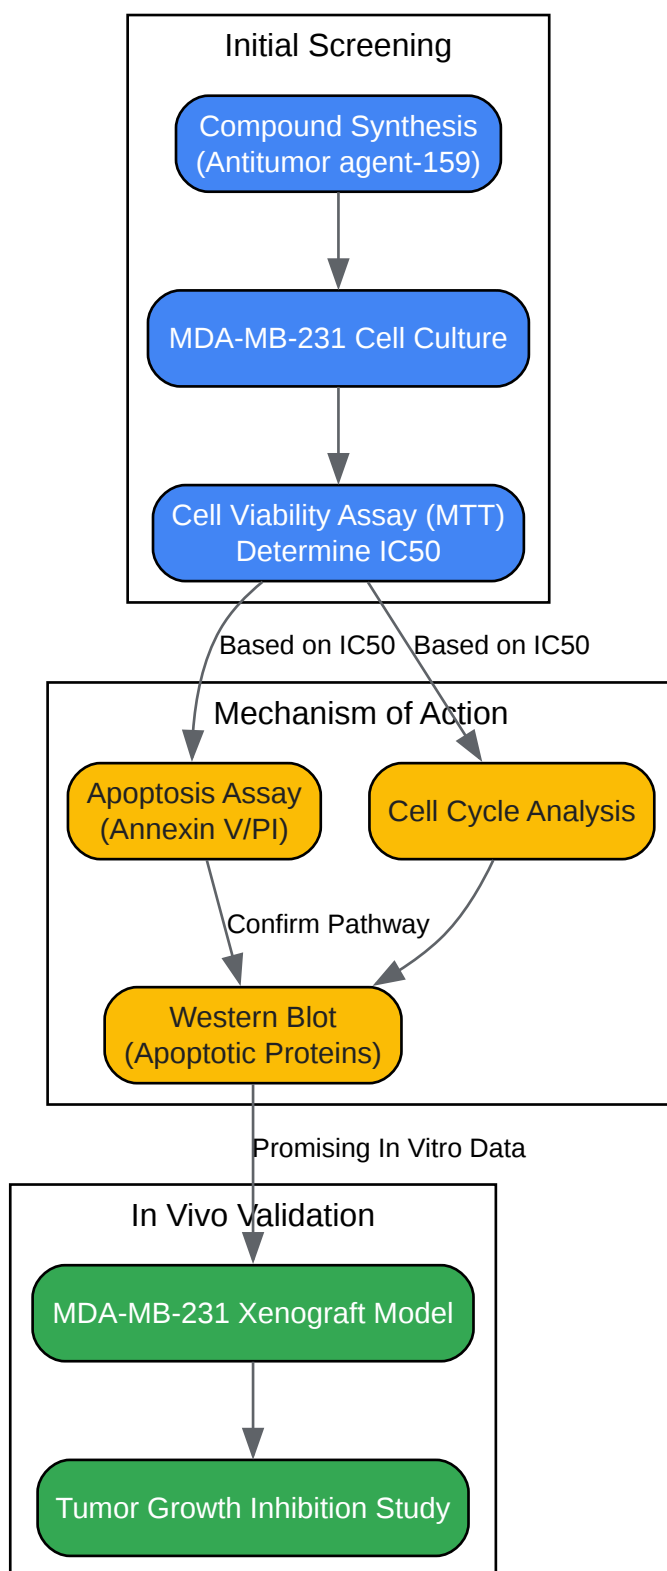 Initial Screening
Compound Synthesis
(Antitumor agent-159)
MDA-MB-231 Cell Culture
Cell Viability Assay (MTT)
Determine IC50
Based on IC50
Based on IC50
Mechanism of Action
Apoptosis Assay
(Annexin V/PI)
Cell Cycle Analysis
Confirm Pathway
Western Blot
(Apoptotic Proteins)
Promising In Vitro Data
In Vivo Validation
MDA-MB-231 Xenograft Model
Tumor Growth Inhibition Study